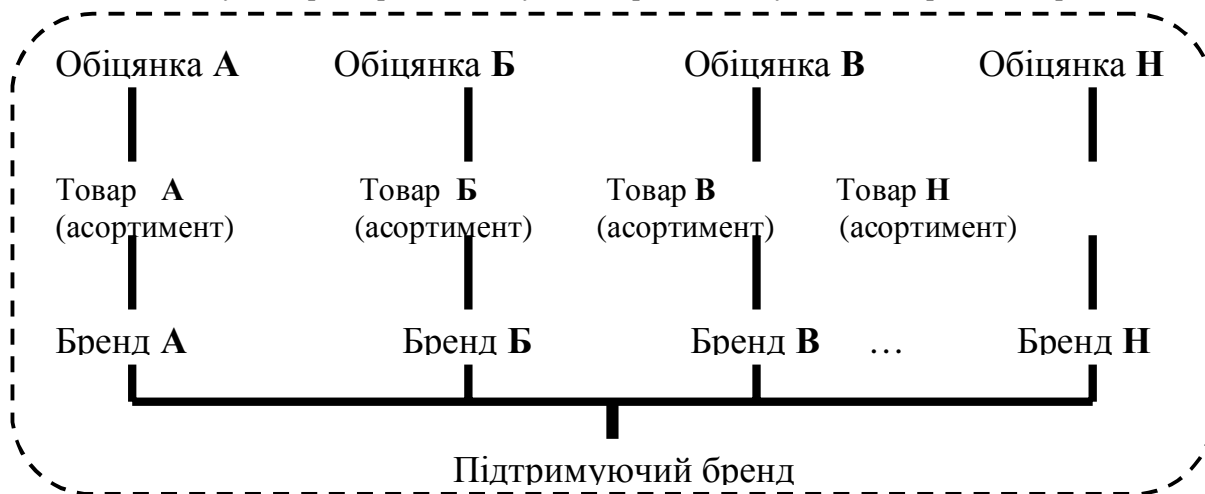 Обіцянка А Обіцянка Б Обіцянка В Обіцянка Н
Товар А Товар Б Товар В Товар Н
(асортимент) (асортимент) (асортимент) (асортимент)
Бренд А Бренд Б Бренд В … Бренд Н
Підтримуючий бренд